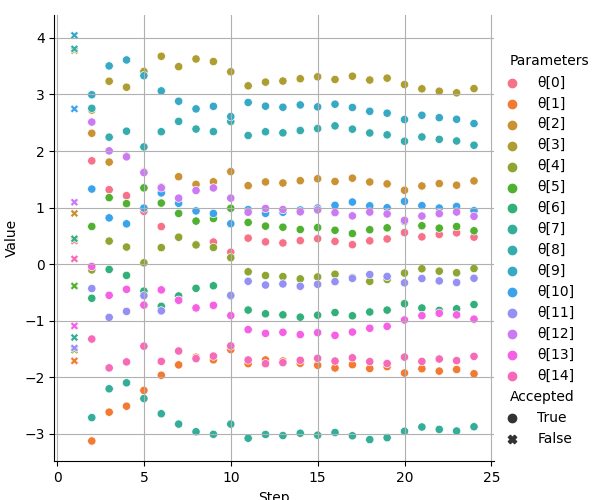 4
3
2
1
0
−1
−2
−3
Value
0
5
10
15
20
25
Step
Parameters
θ[0]
θ[1]
θ[2]
θ[3]
θ[4]
θ[5]
θ[6]
θ[7]
θ[8]
θ[9]
θ[10]
θ[11]
θ[12]
θ[13]
θ[14]
Accepted
True
False